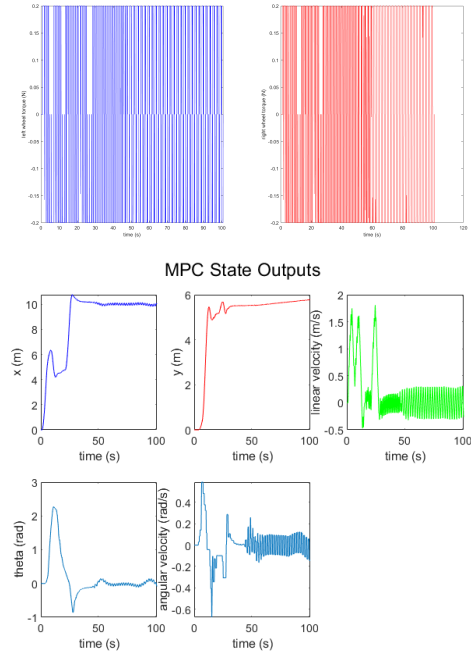 0.2
0.15
0.1
0.05
0
-0.05
-0.1
-0.15
-0.2
left wheel torque (N)
0 10 20 30 40 50 60 70 80 90 100
time (s)
0.2
0.15
0.1
0.05
0
-0.05
-0.1
-0.15
-0.2
right wheel torque (N)
0 20 40 60 80 100 120
time (s)
MPC State Outputs
10
8
6
4
2
0
x (m)
0 50 100
time (s)
6
5
4
3
2
1
0
y (m)
0 50 100
time (s)
2
1.5
1
0.5
0
-0.5
linear velocity (m/s)
0 50 100
time (s)
3
2
1
0
-1
theta (rad)
0 50 100
time (s)
0.4
0.2
0
-0.2
-0.4
-0.6
angular velocity (rad/s)
0 50 100
time (s)